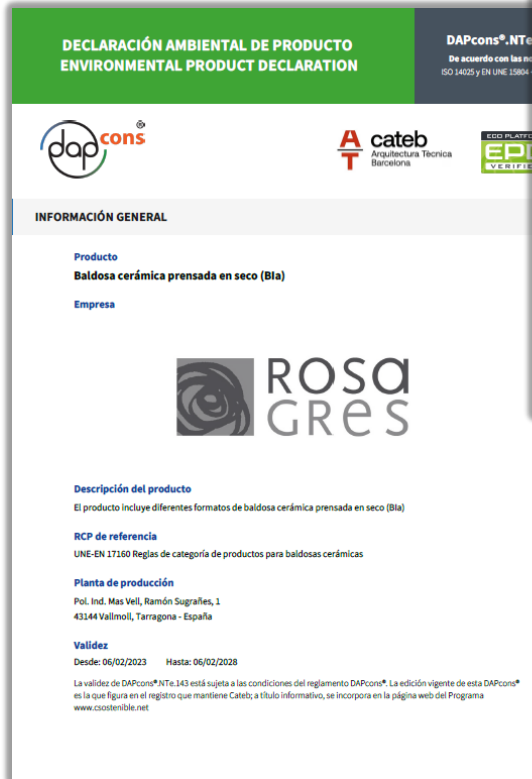 DECLARACIÓN AMBIENTAL DE PRODUCTO
ENVIRONMENTAL PRODUCT DECLARATION
DAPcons®.NTe
De acuerdo con las no
ISO 14025 y EN UNE 15804
dap cons®
cateb
Arquitectura Tècnica
Barcelona
ECO PLATFO
EPD
VERIFIE
INFORMACIÓN GENERAL
Producto
Baldosa cerámica prensada en seco (BIa)
Empresa
ROSA
GRES
Descripción del producto
El producto incluye diferentes formatos de baldosa cerámica prensada en seco (BIa)
RCP de referencia
UNE-EN 17160 Reglas de categoría de productos para baldosas cerámicas
Planta de producción
Pol. Ind. Mas Vell, Ramón Sugrañes, 1
43144 Vallmoll, Tarragona - España
Validez
Desde: 06/02/2023 Hasta: 06/02/2028
La validez de DAPcons®.NTe.143 está sujeta a las condiciones del reglamento DAPcons®. La edición vigente de esta DAPcons®
es la que figura en el registro que mantiene Cateb; a título informativo, se incorpora en la página web del Programa
www.csostenible.net